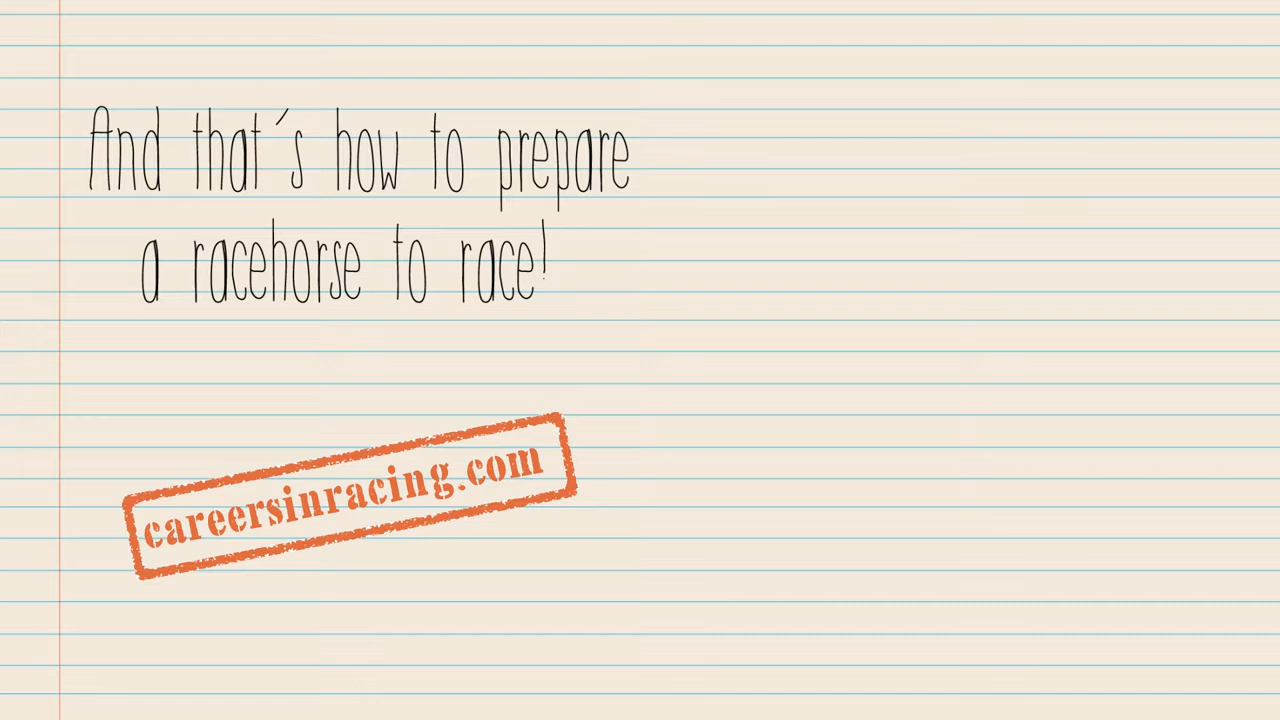 And that´s how to prepare
a racehorse to race!
careersinracing.com